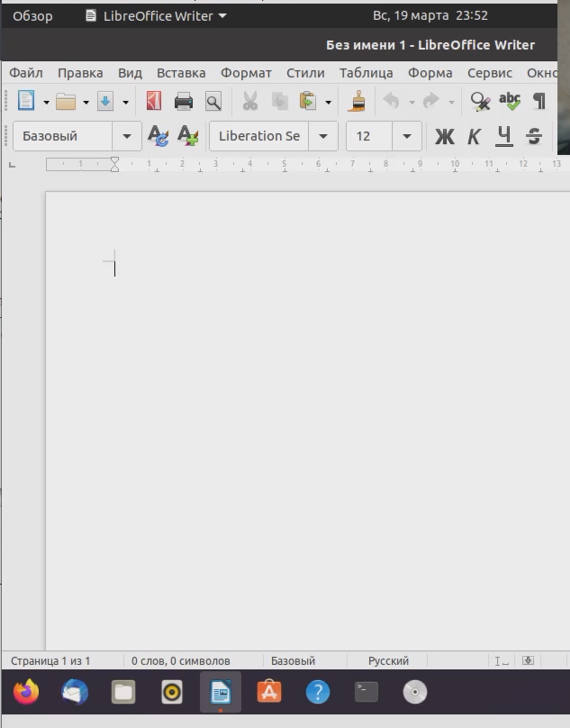 Обзор LibreOffice Writer Вс, 19 марта 23:52
Без имени 1 - LibreOffice Writer
Файл Правка Вид Вставка Формат Стили Таблица Форма Сервис
abc ¶
Базовый Liberation Se 12 Ж К Ч S
1 1 2 3 4 5 6 7 8 9 10 11 12 13
Страница 1 из 1 0 слов, 0 символов Базовый Русский